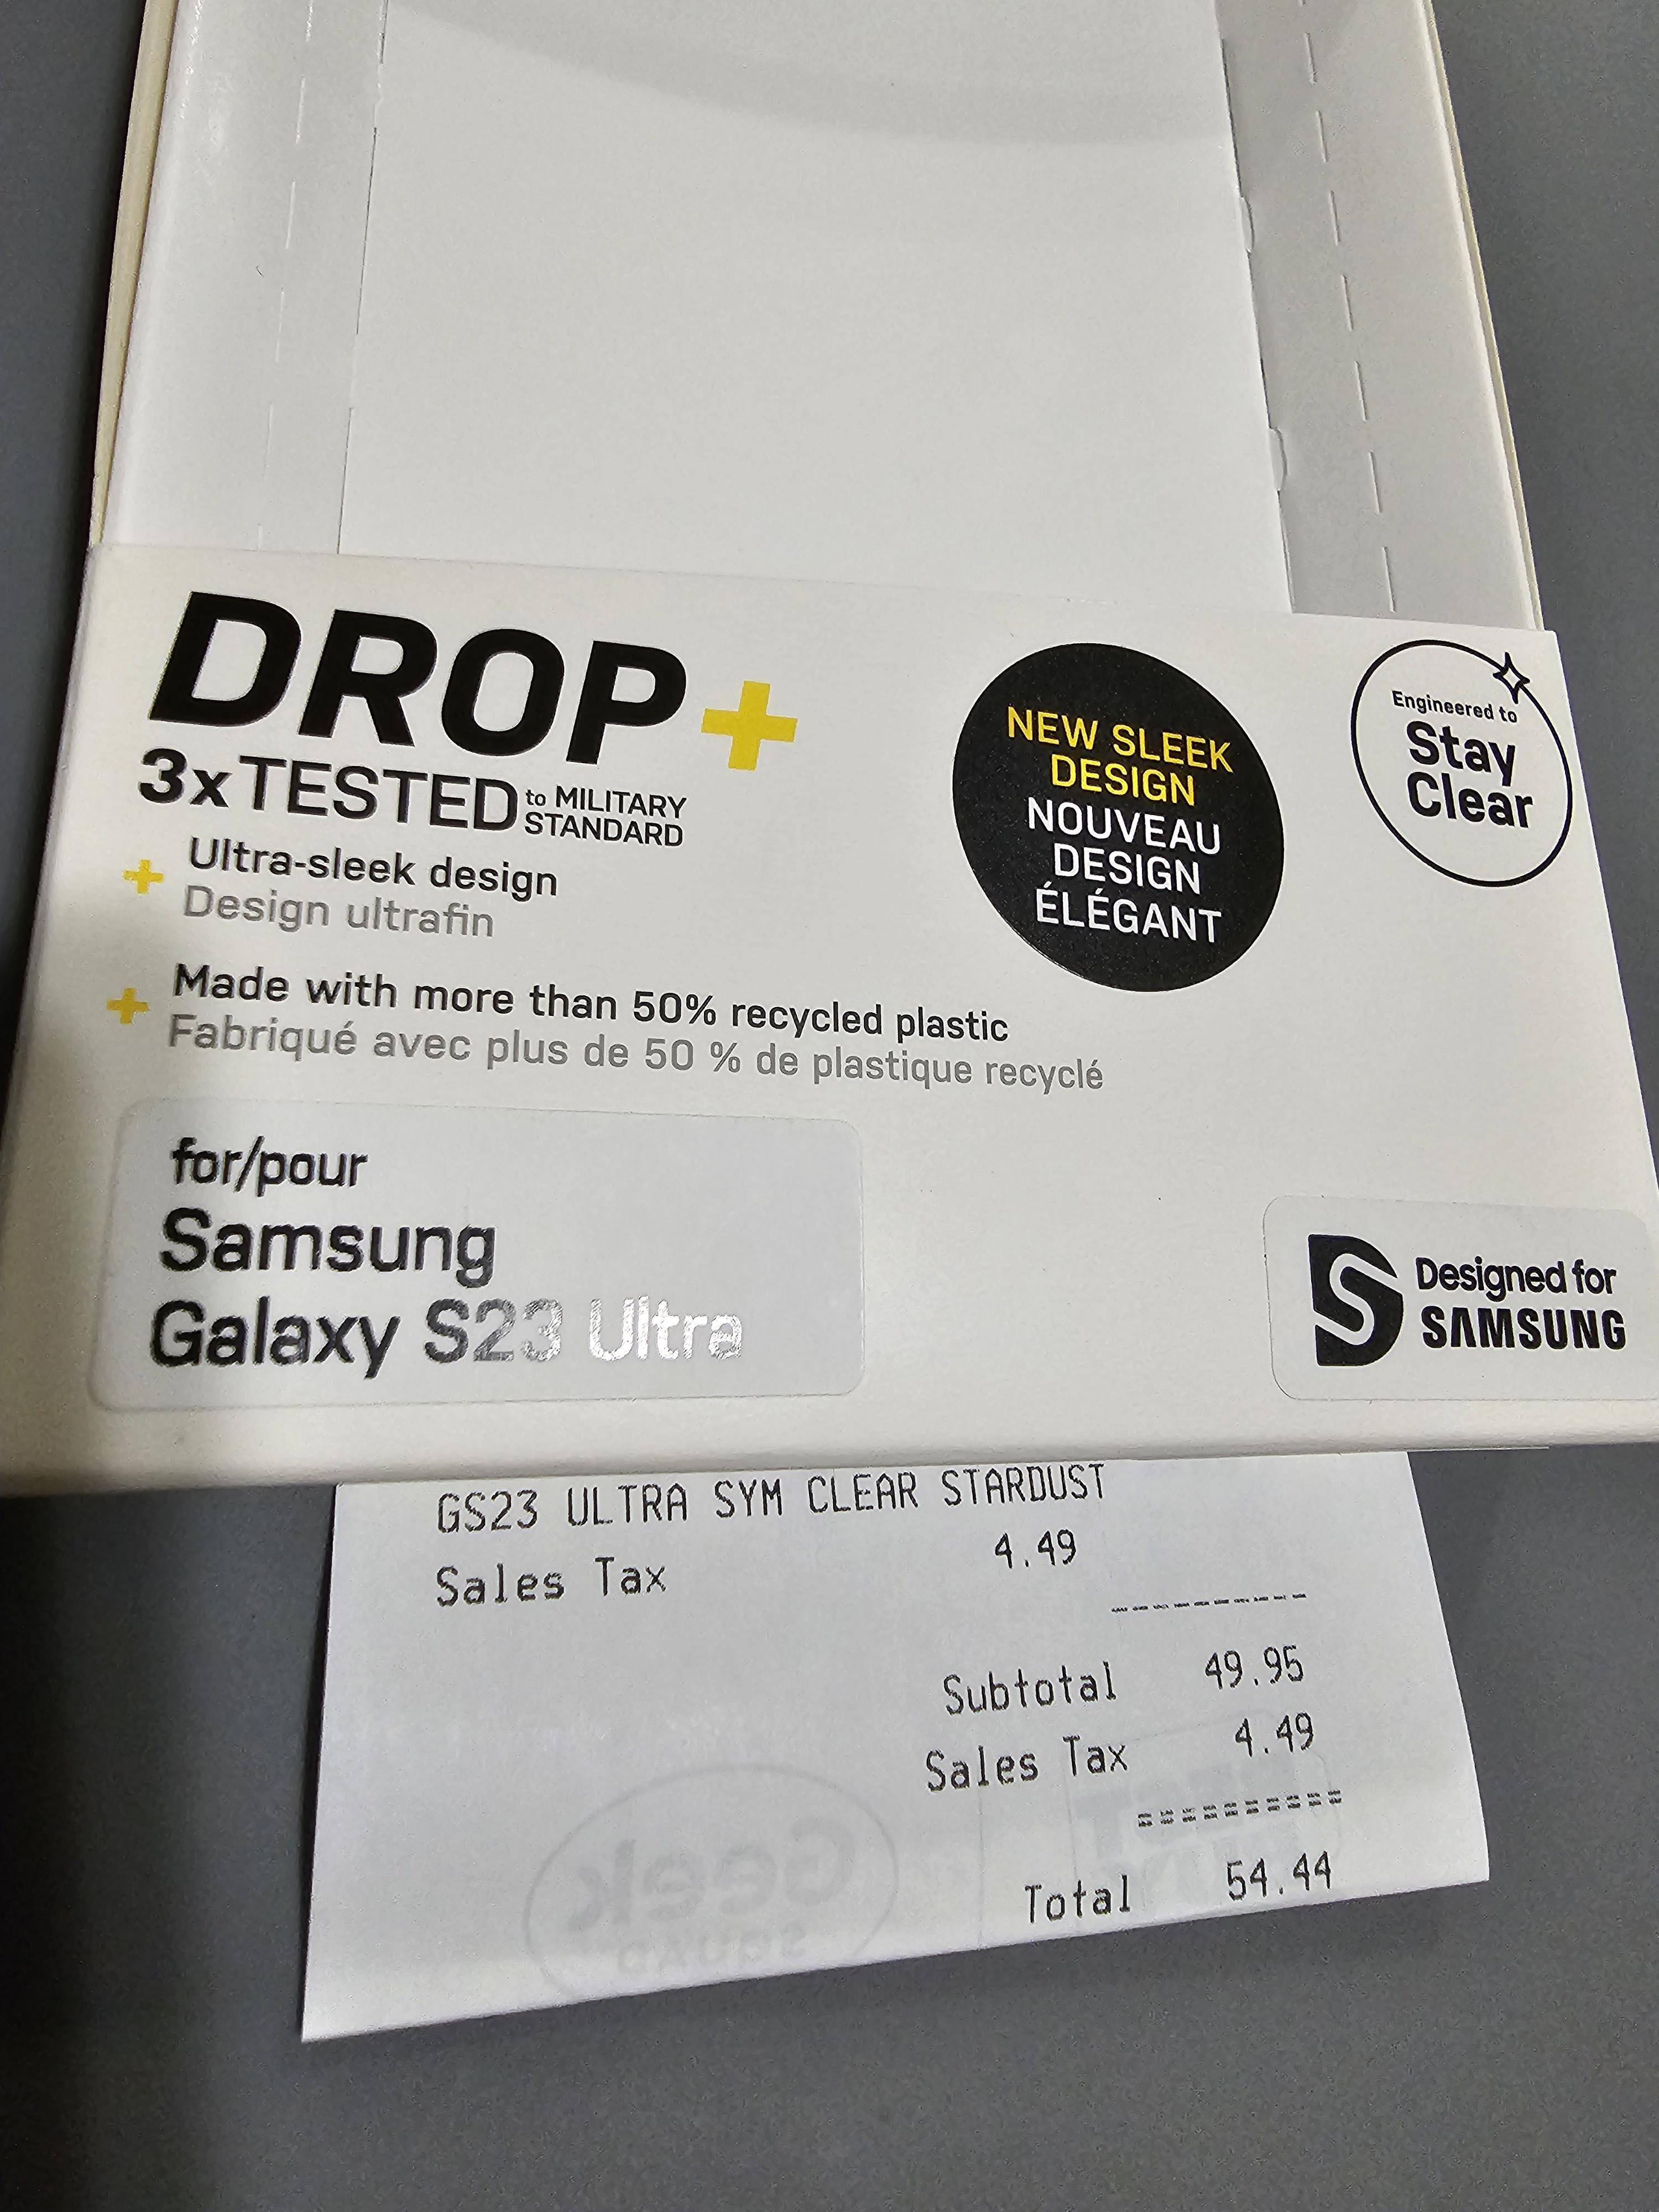 DROP+
3xTESTED to MILITARY STANDARD
+ Ultra-sleek design
Design ultrafin
+ Made with more than 50% recycled plastic
Fabriqué avec plus de 50 % de plastique recyclé
NEW SLEEK
DESIGN
NOUVEAU
DESIGN
ÉLÉGANT
Engineered to
Stay
Clear
for/pour
Samsung
Galaxy S23 Ultra
Designed for
SAMSUNG
GS23 ULTRA SYM CLEAR STARDUST
Sales Tax 4.49
Subtotal 49.95
Sales Tax 4.49
Total 54.44
Geek
SQUAD